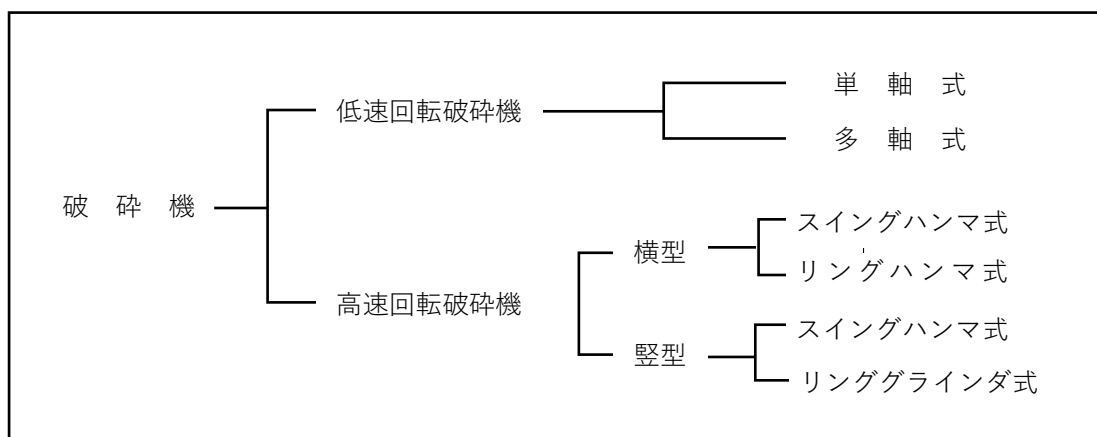 破砕機
低速回転破砕機
単軸式
多軸式
高速回転破砕機
横型
スイングハンマ式
リングハンマ式
竪型
スイングハンマ式
リンググラインダ式